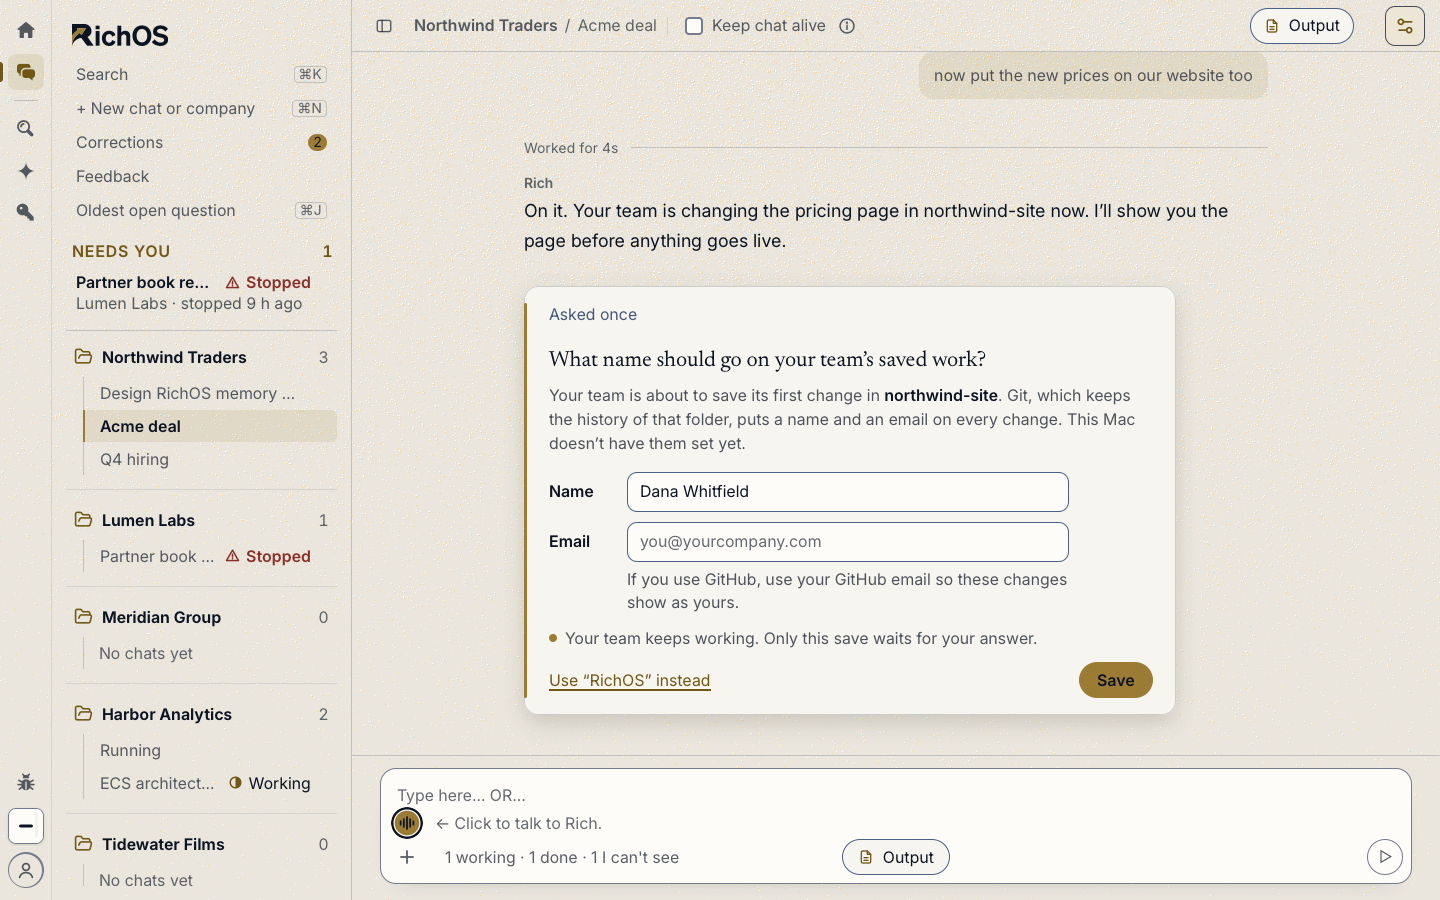 RichOS
Search ⌘K
+ New chat or company ⌘N
Corrections 2
Feedback
Oldest open question ⌘J
NEEDS YOU 1
Partner book re... Stopped
Lumen Labs · stopped 9 h ago
Northwind Traders 3
Design RichOS memory ...
Acme deal
Q4 hiring
Lumen Labs 1
Partner book ... Stopped
Meridian Group 0
No chats yet
Harbor Analytics 2
Running
ECS architect... Working
Tidewater Films 0
No chats yet
Northwind Traders / Acme deal
Keep chat alive
Output
now put the new prices on our website too
Worked for 4s
Rich
On it. Your team is changing the pricing page in northwind-site now. I’ll show you the
page before anything goes live.
Asked once
What name should go on your team’s saved work?
Your team is about to save its first change in northwind-site. Git, which keeps
the history of that folder, puts a name and an email on every change. This Mac
doesn’t have them set yet.
Name Dana Whitfield
Email you@yourcompany.com
If you use GitHub, use your GitHub email so these changes
show as yours.
Your team keeps working. Only this save waits for your answer.
Use “RichOS” instead
Save
Type here... OR...
← Click to talk to Rich.
1 working · 1 done · 1 I can't see
Output